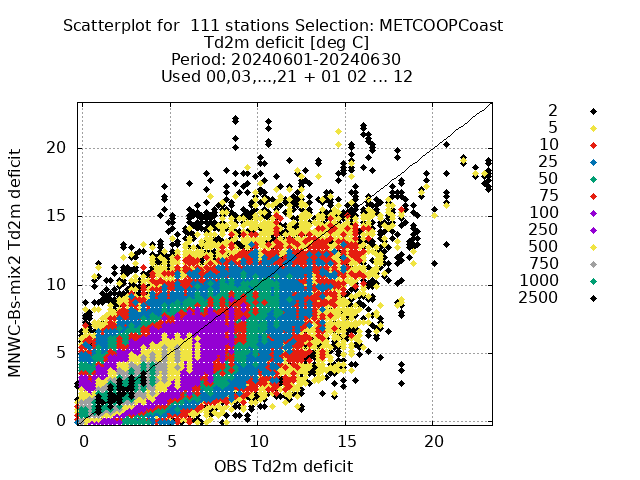 Scatterplot for  111 stations Selection: METCOOPCoast
Td2m deficit [deg C]
Period: 20240601-20240630
Used 00,03,...,21 + 01 02 ... 12
MNWC-Bs-mix2 Td2m deficit
20
15
10
5
0
0 5 10 15 20
OBS Td2m deficit
2
5
10
25
50
75
100
250
500
750
1000
2500